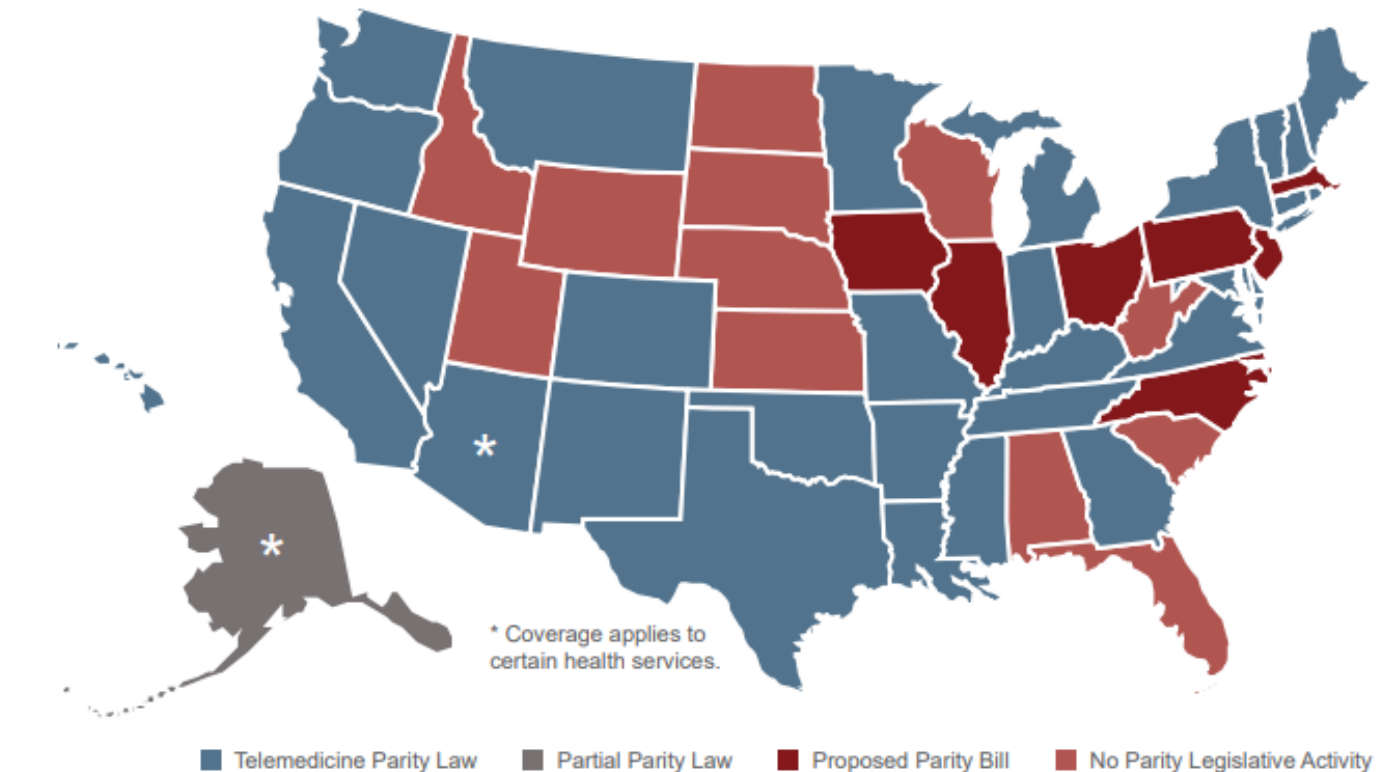 *
*
* Coverage applies to
certain health services.
Telemedicine Parity Law
Partial Parity Law
Proposed Parity Bill
No Parity Legislative Activity